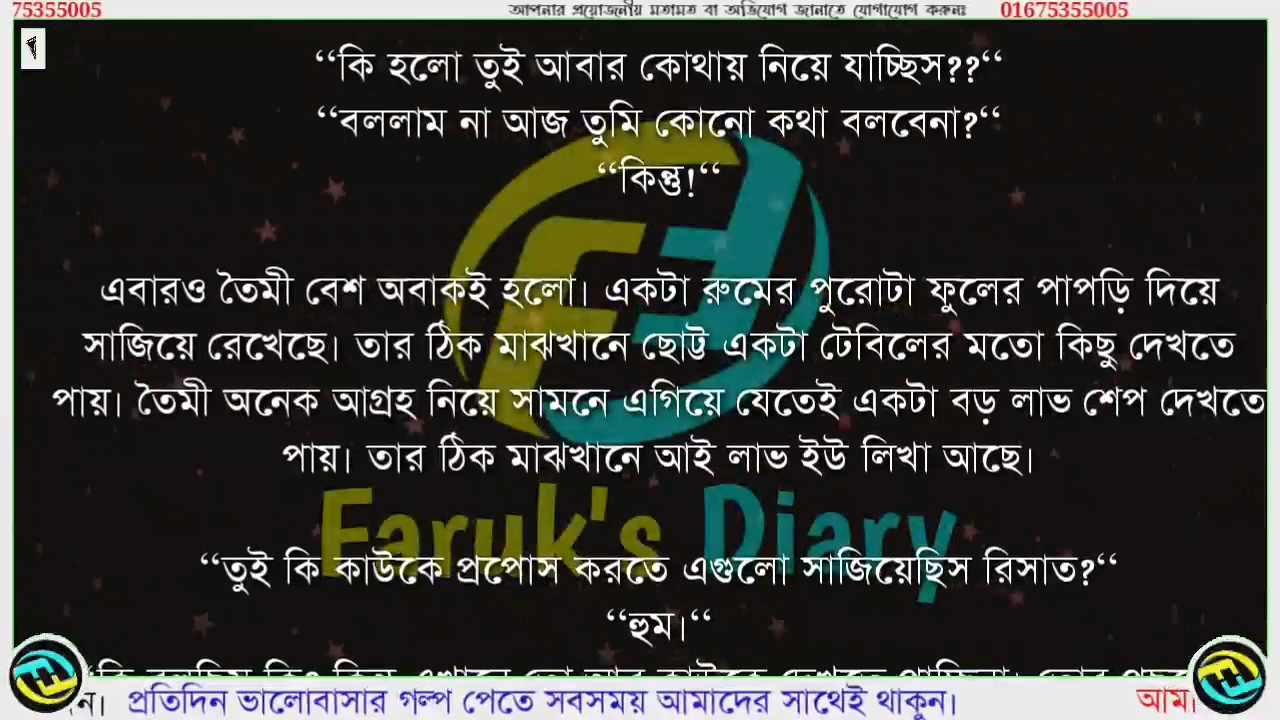 75355005 আপনার প্রয়োজনীয় মতামত বা অভিযোগ জানাতে যোগাযোগ করুনঃ 01675355005
“কি হলো তুই আবার কোথায় নিয়ে যাচ্ছিস??“
“বললাম না আজ তুমি কোনো কথা বলবেনা?“
“কিন্তু!“
এবারও তৈমী বেশ অবাকই হলো। একটা রুমের পুরোটা ফুলের পাপড়ি দিয়ে
সাজিয়ে রেখেছে। তার ঠিক মাঝখানে ছোট্ট একটা টেবিলের মতো কিছু দেখতে
পায়। তৈমী অনেক আগ্রহ নিয়ে সামনে এগিয়ে যেতেই একটা বড় লাভ শেপ দেখতে
পায়। তার ঠিক মাঝখানে আই লাভ ইউ লিখা আছে।
Faruk's Diary
“তুই কি কাউকে প্রপোস করতে এগুলো সাজিয়েছিস রিসাত?“
“হুম।“
ন। প্রতিদিন ভালোবাসার গল্প পেতে সবসময় আমাদের সাথেই থাকুন। আম